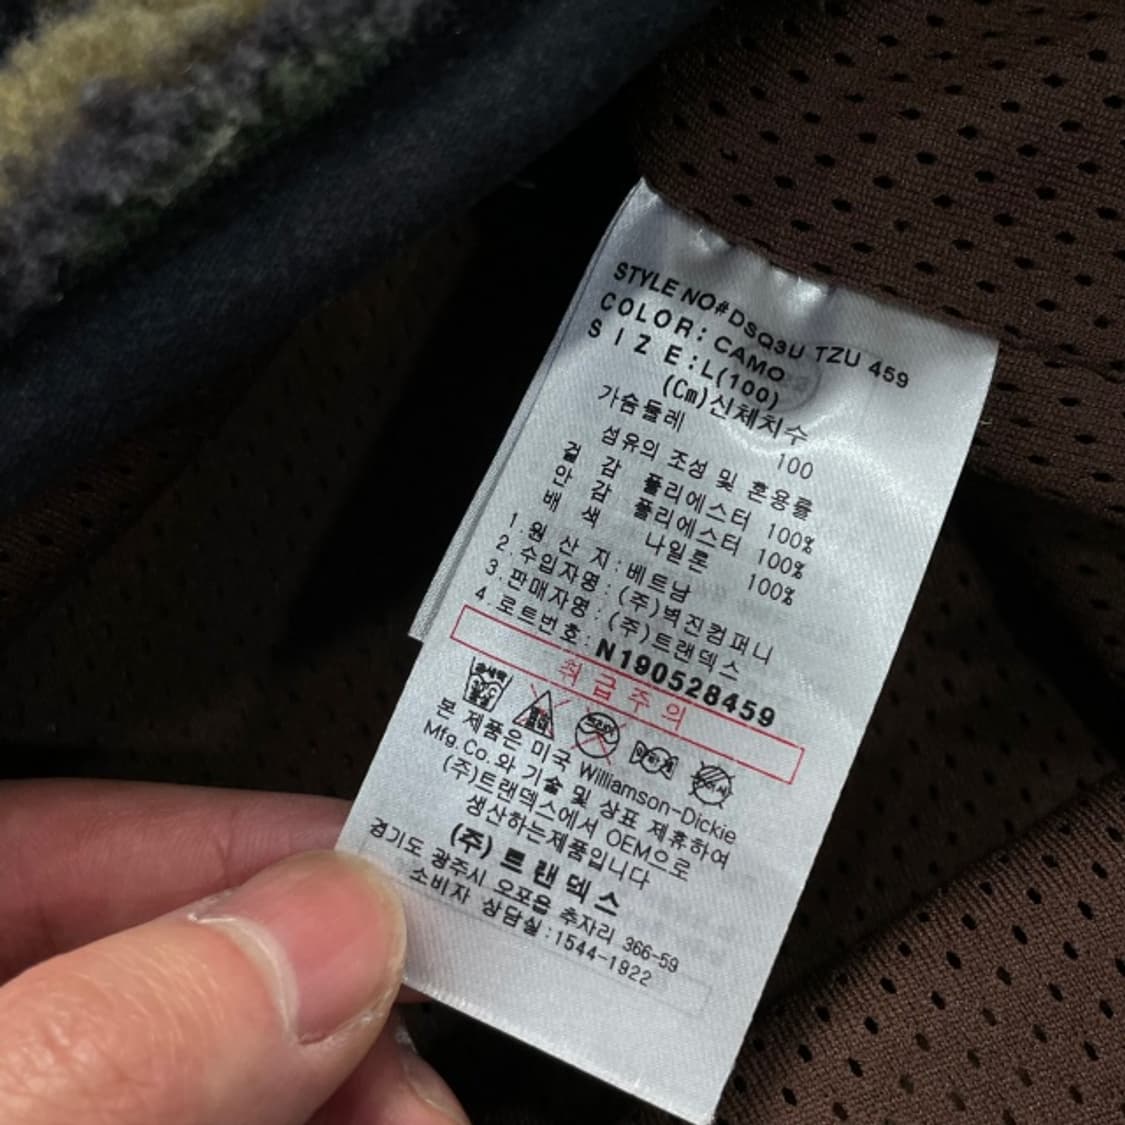 STYLE NO#DSQ3U TZU 459
COLOR: CAMO
SIZE:L(100)
(Cm)신체치수
가슴둘레 100
섬유의 조성 및 혼용률
겉감 폴리에스터 100%
안감 폴리에스터 100%
배색 나일론 100%
1.원산지:베트남
2.수입자명:(주)벽진컴퍼니
3.판매자명:(주)트랜덱스
4.로트번호:N190528459
취급주의
본 제품은 미국 Williamson-Dickie
Mfg.Co.와 기술 및 상표 제휴하여
(주)트랜덱스에서 OEM으로
생산하는제품입니다
(주)트랜덱스
경기도 광주시 오포읍 추자리 366-59
소비자 상담실:1544-1922